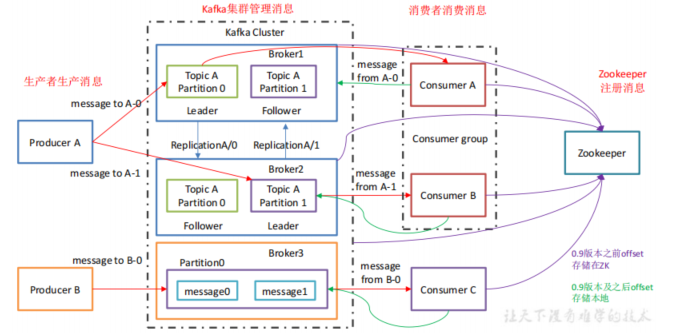 Kafka集群管理消息
消费者消费消息
Kafka Cluster
Broker1
Topic A
Partition 0
Topic A
Partition 1
Leader
Follower
生产者生产消息
message to A-0
Producer A
message to A-1
ReplicationA/0
ReplicationA/1
message
from A-0
Consumer A
Consumer group
Zookeeper
注册消息
Zookeeper
Broker2
Topic A
Partition 0
Topic A
Partition 1
Follower
Leader
message
from A-1
Consumer B
message to B-0
Producer B
Broker3
Partition0
message0
message1
message
from B-0
Consumer C
0.9版本之前offset
存储在ZK
0.9版本及之后offset
存储本地
让天下没有难学的技术